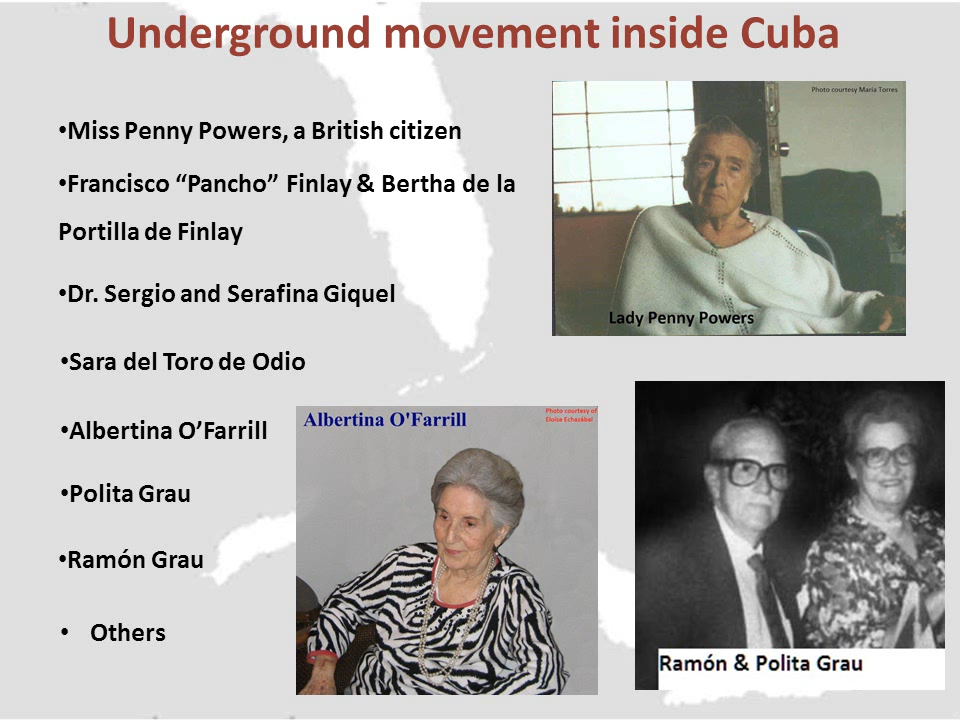 Underground movement inside Cuba
•Miss Penny Powers, a British citizen
•Francisco “Pancho” Finlay & Bertha de la
Portilla de Finlay
•Dr. Sergio and Serafina Giquel
•Sara del Toro de Odio
•Albertina O’Farrill
•Polita Grau
•Ramón Grau
• Others
Photo courtesy María Torres
Lady Penny Powers
Albertina O'Farrill
Photo courtesy of
Eloísa Echazábal
Ramón & Polita Grau